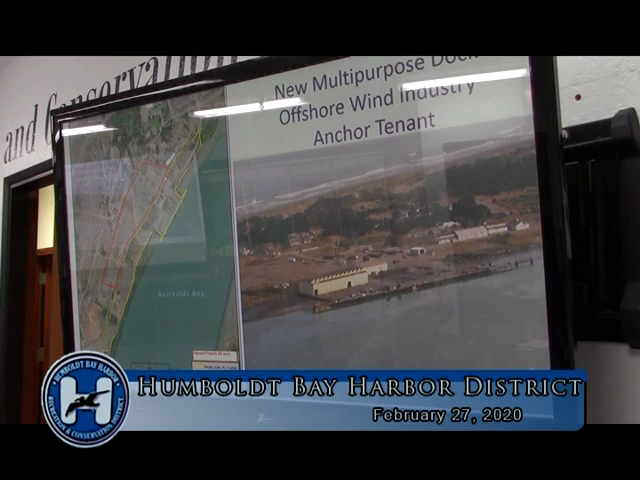 and Conservation
New Multipurpose Dock
Offshore Wind Industry
Anchor Tenant
Humboldt Bay
HUMBOLDT BAY HARBOR
RECREATION & CONSERVATION DISTRICT
HUMBOLDT BAY HARBOR DISTRICT
February 27, 2020